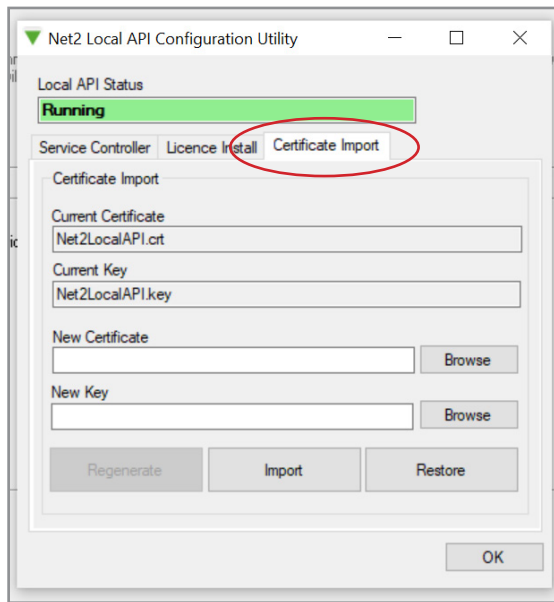 Net2 Local API Configuration Utility
Local API Status
Running
Service Controller Licence Install Certificate Import
Certificate Import
Current Certificate
Net2LocalAPI.crt
Current Key
Net2LocalAPI.key
New Certificate
Browse
New Key
Browse
Regenerate Import Restore
OK